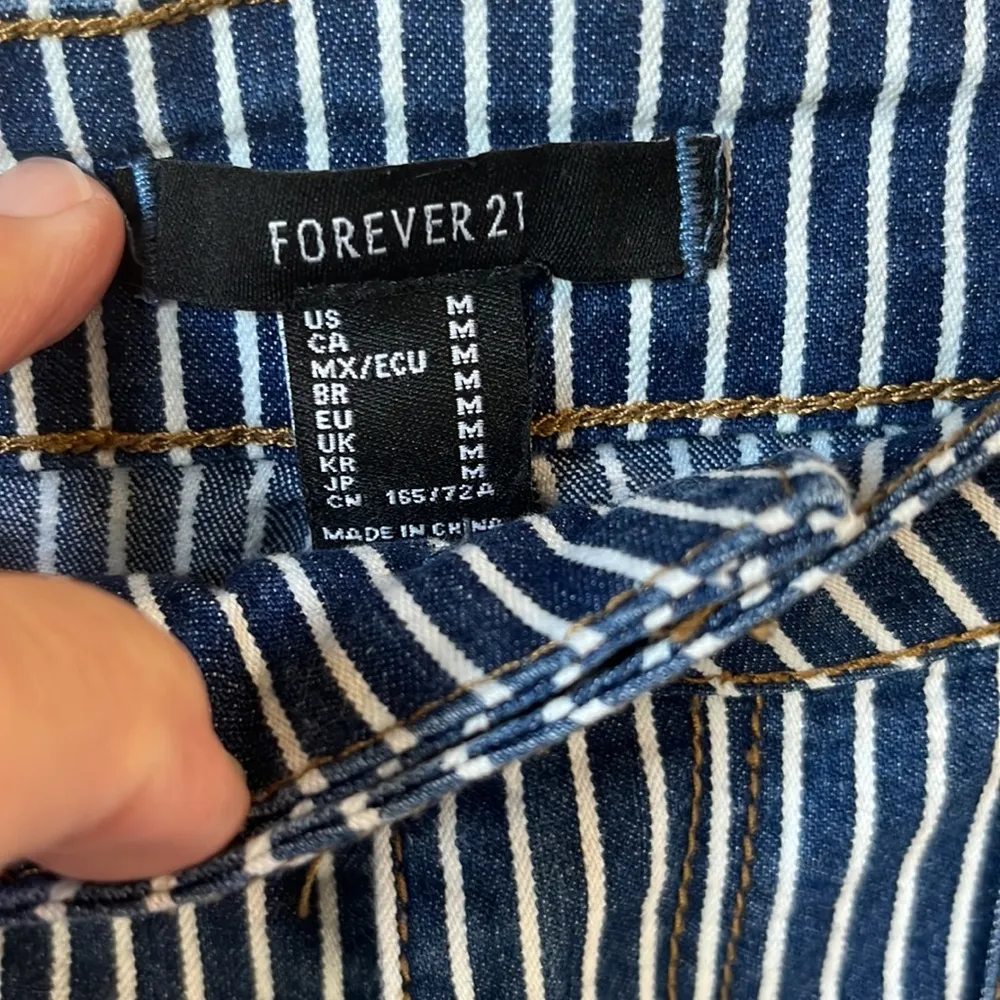 FOREVER 21
US M
CA M
MX/ECU M
BR M
EU M
UK M
KR M
JP M
CN 165/72A
MADE IN CHINA